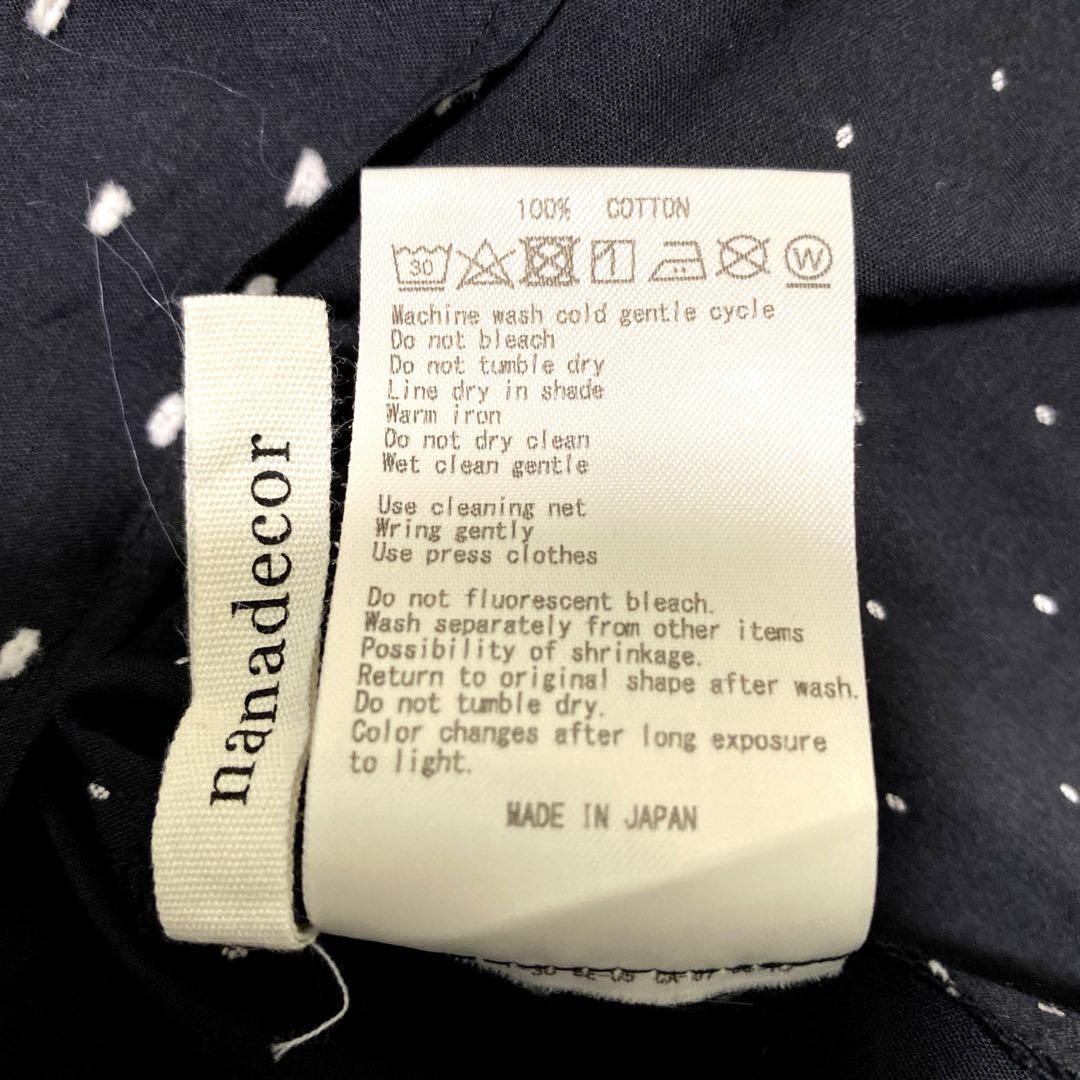 nanadecor
100% COTTON
30
W
Machine wash cold gentle cycle
Do not bleach
Do not tumble dry
Line dry in shade
Warm iron
Do not dry clean
Wet clean gentle
Use cleaning net
Wring gently
Use press clothes
Do not fluorescent bleach.
Wash separately from other items
Possibility of shrinkage.
Return to original shape after wash.
Do not tumble dry.
Color changes after long exposure
to light.
MADE IN JAPAN